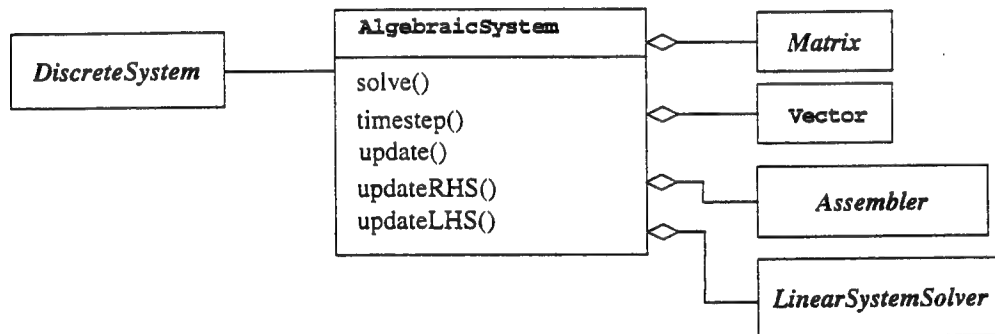 DiscreteSystem
AlgebraicSystem
solve()
timestep()
update()
updateRHS()
updateLHS()
Matrix
Vector
Assembler
LinearSystemSolver